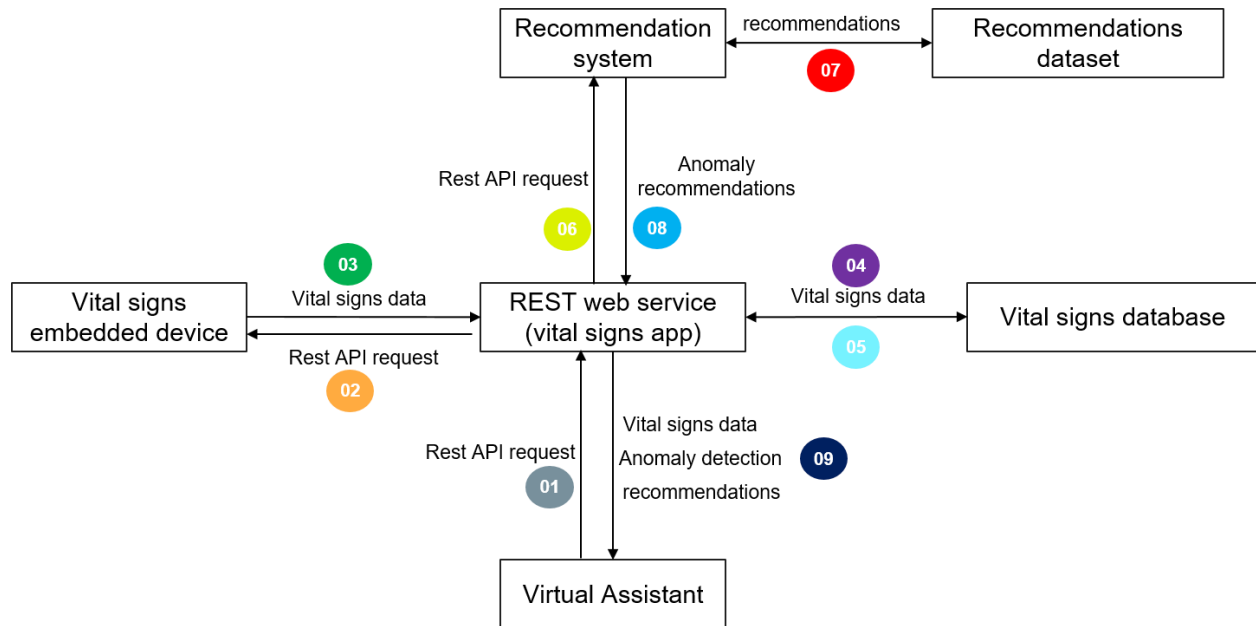 Recommendation
system
recommendations
07
Recommendations
dataset
Rest API request
06
Anomaly
recommendations
08
03
Vital signs data
Vital signs
embedded device
Rest API request
02
REST web service
(vital signs app)
04
Vital signs data
05
Vital signs database
Rest API request
01
Vital signs data
Anomaly detection
recommendations
09
Virtual Assistant